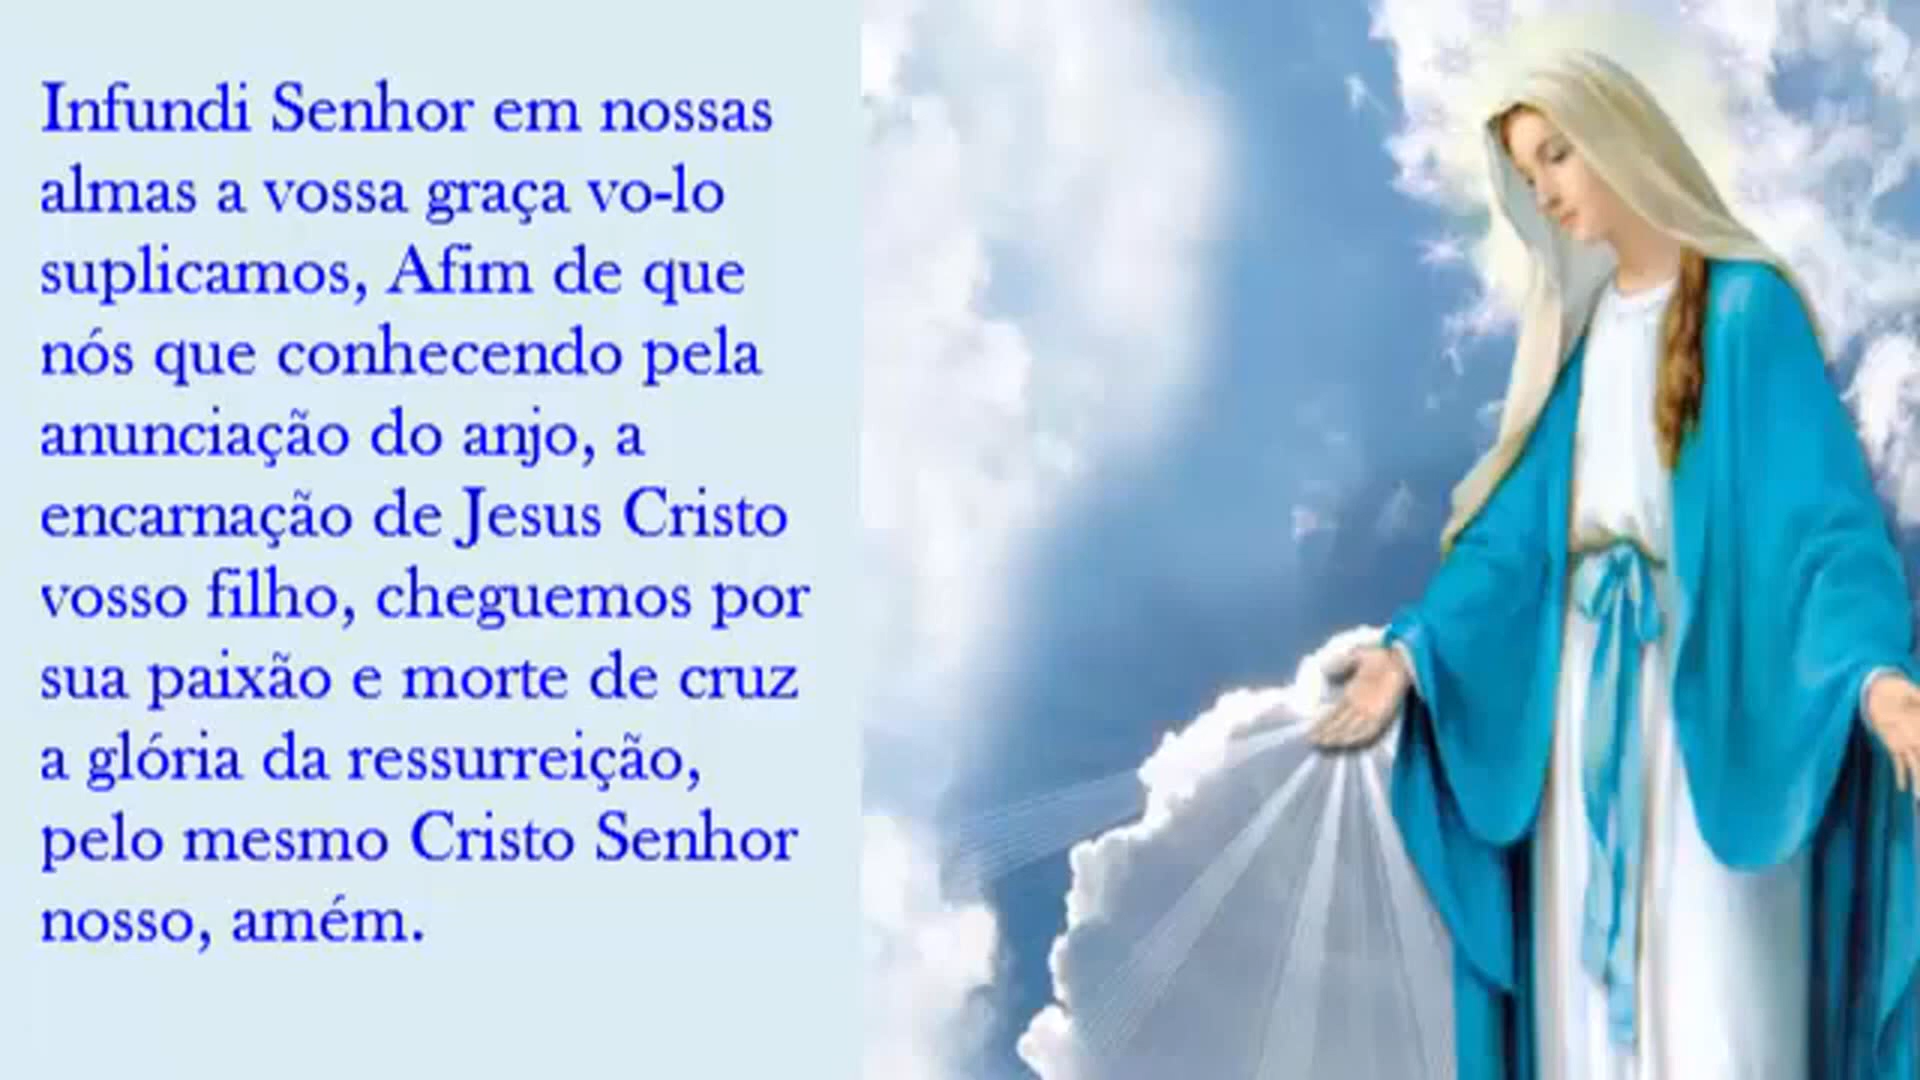 Infundi Senhor em nossas
almas a vossa graça vo-lo
suplicamos, Afim de que
nós que conhecendo pela
anunciação do anjo, a
encarnação de Jesus Cristo
vosso filho, cheguemos por
sua paixão e morte de cruz
a glória da ressurreição,
pelo mesmo Cristo Senhor
nosso, amém.